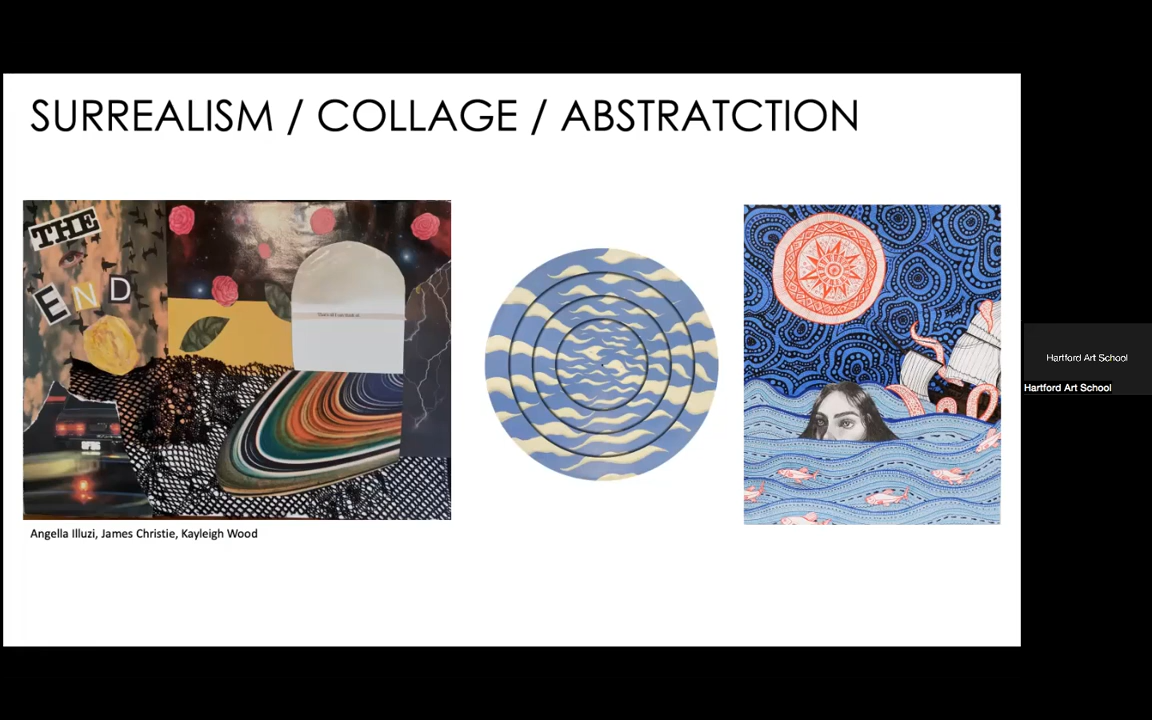 SURREALISM / COLLAGE / ABSTRATCTION
THE
END
Angella Illuzi, James Christie, Kayleigh Wood
Hartford Art School
Hartford Art School